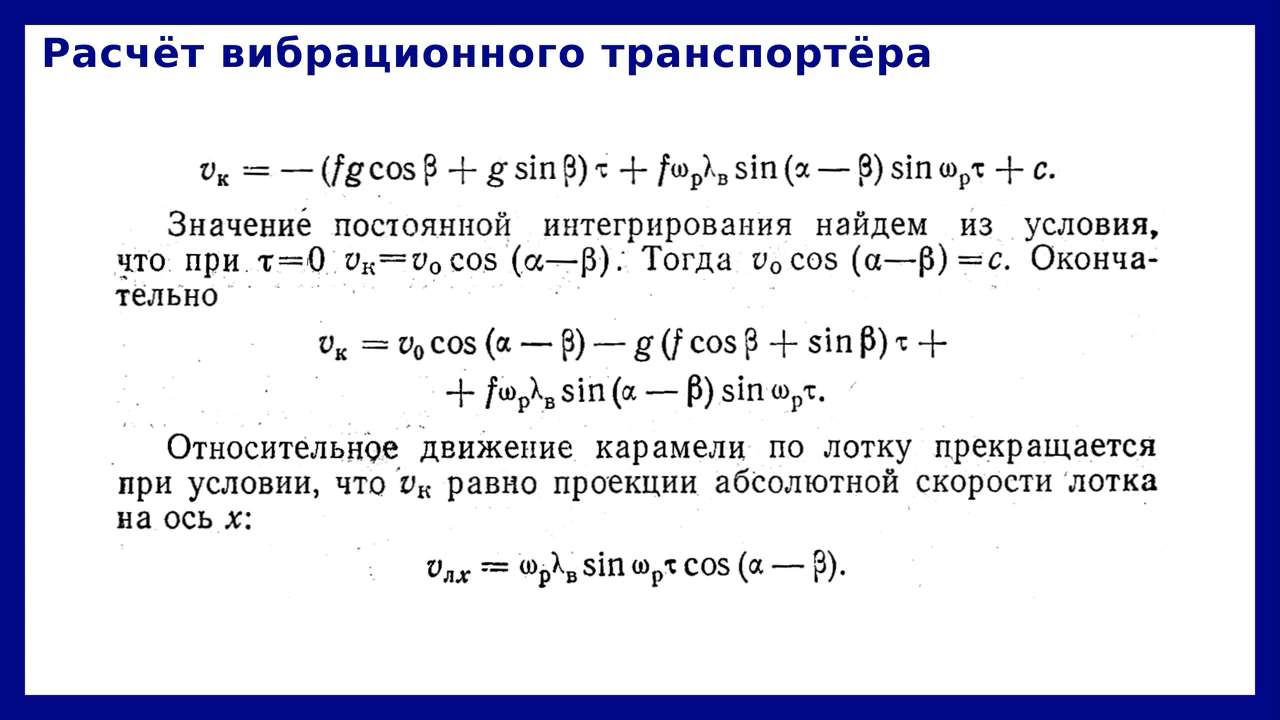 Расчёт вибрационного транспортёра
vк = — (fg cos β + g sin β) τ + fωрλв sin (α — β) sin ωрτ + c.
Значение постоянной интегрирования найдем из условия,
что при τ=0 vк=v₀ cos (α—β). Тогда v₀ cos (α—β) =c. Оконча-
тельно
vк = v₀ cos (α — β) — g (f cos β + sin β) τ +
+ fωрλв sin (α — β) sin ωрτ.
Относительное движение карамели по лотку прекращается
при условии, что vк равно проекции абсолютной скорости лотка
на ось x:
vлx = ωрλв sin ωрτ cos (α — β).